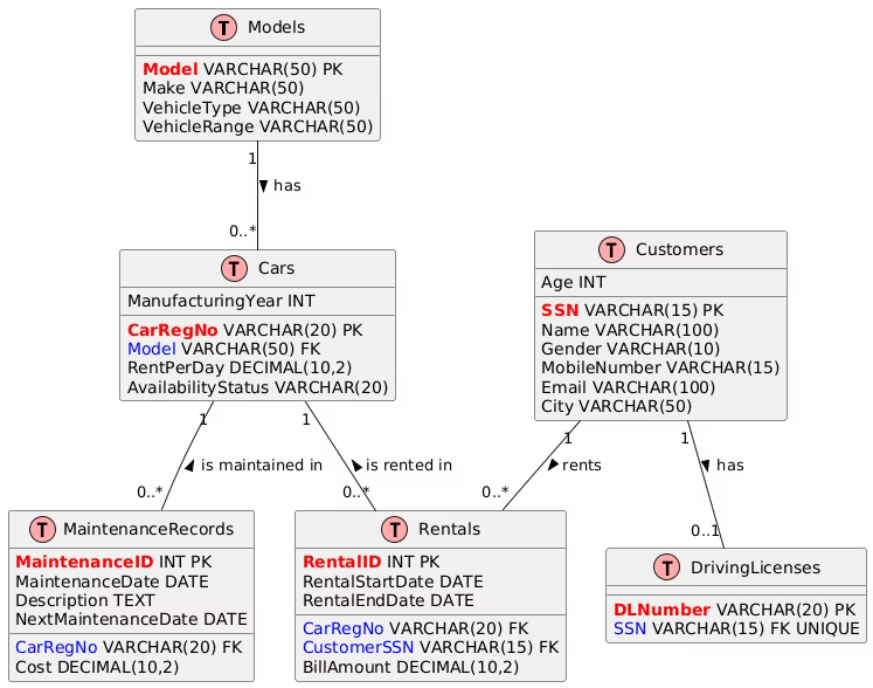 T Models
Model VARCHAR(50) PK
Make VARCHAR(50)
VehicleType VARCHAR(50)
VehicleRange VARCHAR(50)
1
has
0..*
T Cars
ManufacturingYear INT
CarRegNo VARCHAR(20) PK
Model VARCHAR(50) FK
RentPerDay DECIMAL(10,2)
AvailabilityStatus VARCHAR(20)
T Customers
Age INT
SSN VARCHAR(15) PK
Name VARCHAR(100)
Gender VARCHAR(10)
MobileNumber VARCHAR(15)
Email VARCHAR(100)
City VARCHAR(50)
1
is maintained in
0..*
1
is rented in
0..*
1
rents
0..*
1
has
0..1
T MaintenanceRecords
MaintenanceID INT PK
MaintenanceDate DATE
Description TEXT
NextMaintenanceDate DATE
CarRegNo VARCHAR(20) FK
Cost DECIMAL(10,2)
T Rentals
RentalID INT PK
RentalStartDate DATE
RentalEndDate DATE
CarRegNo VARCHAR(20) FK
CustomerSSN VARCHAR(15) FK
BillAmount DECIMAL(10,2)
T DrivingLicenses
DLNumber VARCHAR(20) PK
SSN VARCHAR(15) FK UNIQUE